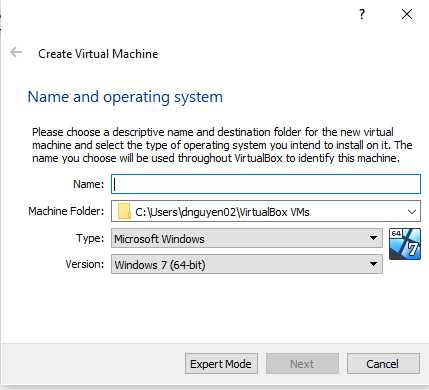 ?
Create Virtual Machine
Name and operating system
Please choose a descriptive name and destination folder for the new virtual
machine and select the type of operating system you intend to install on it. The
name you choose will be used throughout VirtualBox to identify this machine.
Name:
Machine Folder: C:\Users\dnguyen02\VirtualBox VMs
Type: Microsoft Windows
64
7
Version: Windows 7 (64-bit)
Expert Mode Next Cancel